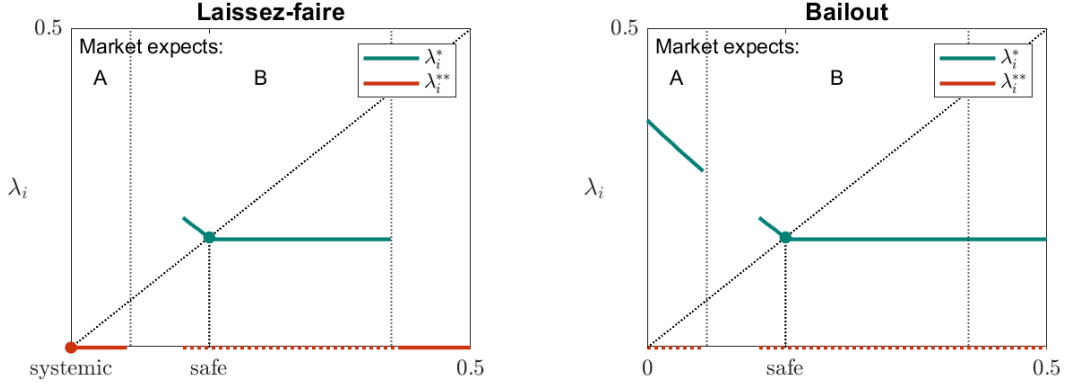 Laissez-faire
0.5
Market expects:
A
B
λ*i
λ**i
λi
systemic
safe
0.5
Bailout
0.5
Market expects:
A
B
λ*i
λ**i
λi
0
safe
0.5